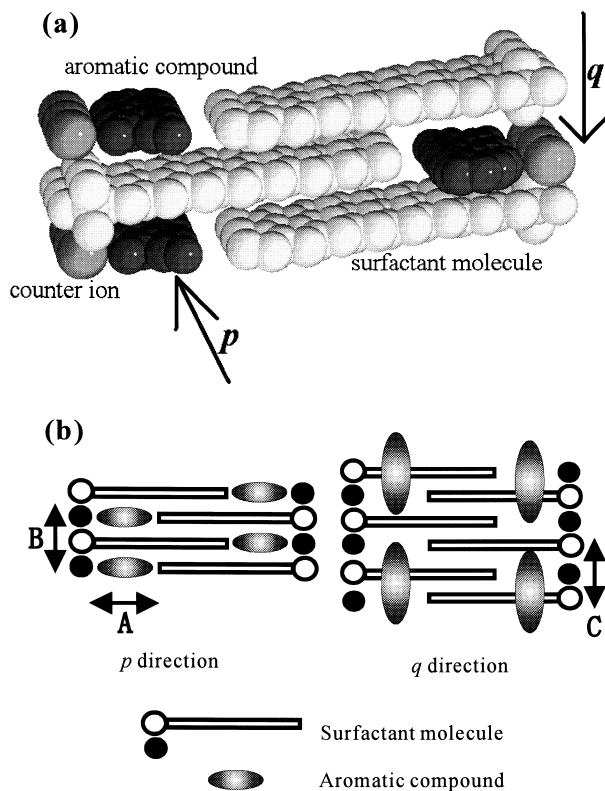 (a)
aromatic compound
q
surfactant molecule
counter ion
p
(b)
B
A
C
p direction
q direction
Surfactant molecule
Aromatic compound